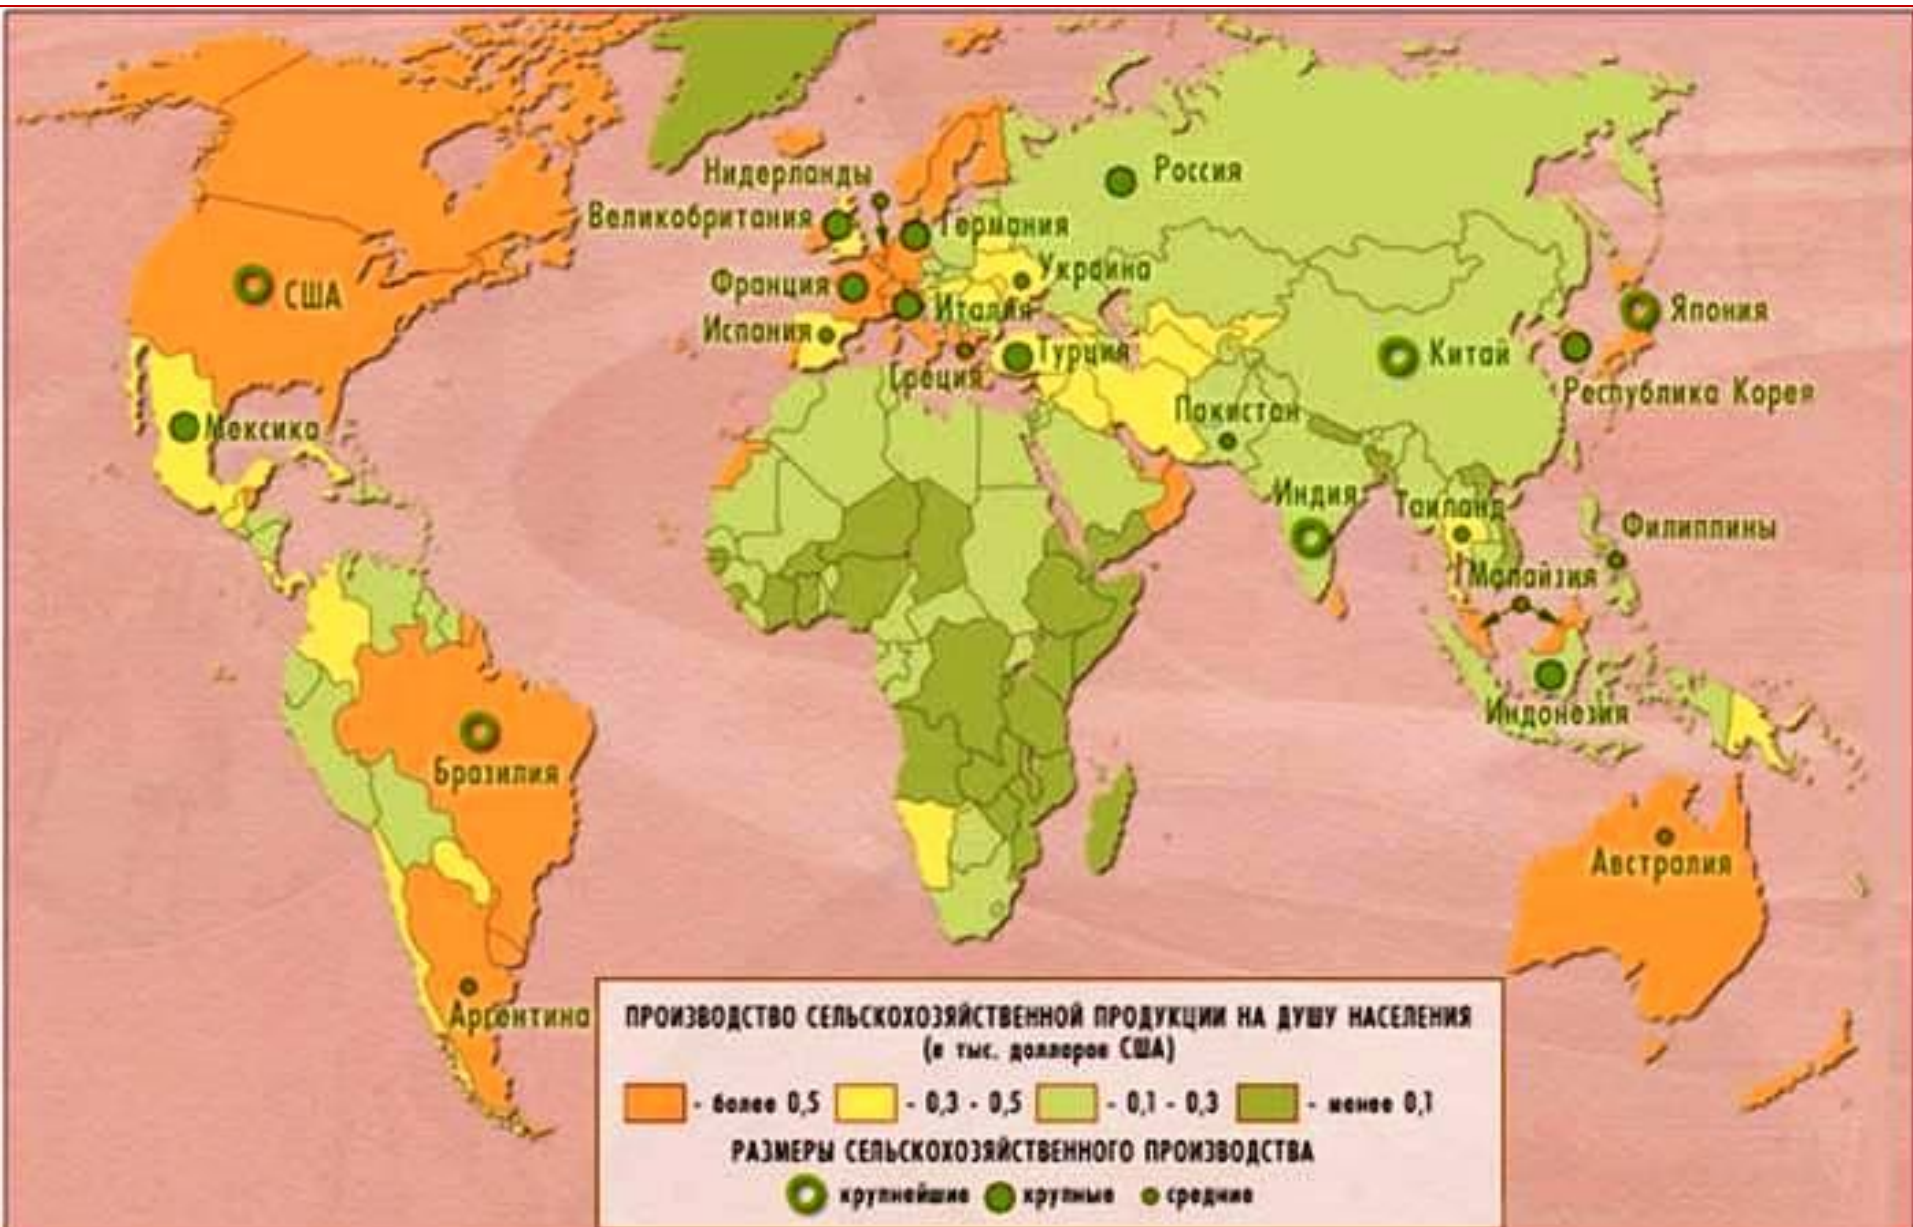 Нидерланды
Россия
Великобритания
Германия
Украина
Франция
США
Италия
Испания
Япония
Турция
Китай
Греция
Республика Корея
Пакистан
Мексика
Индия
Таиланд
Филиппины
Малайзия
Индонезия
Бразилия
Австралия
Аргентина
ПРОИЗВОДСТВО СЕЛЬСКОХОЗЯЙСТВЕННОЙ ПРОДУКЦИИ НА ДУШУ НАСЕЛЕНИЯ
(в тыс. долларов США)
- более 0,5 - 0,3 - 0,5 - 0,1 - 0,3 - менее 0,1
РАЗМЕРЫ СЕЛЬСКОХОЗЯЙСТВЕННОГО ПРОИЗВОДСТВА
крупнейшие крупные средние